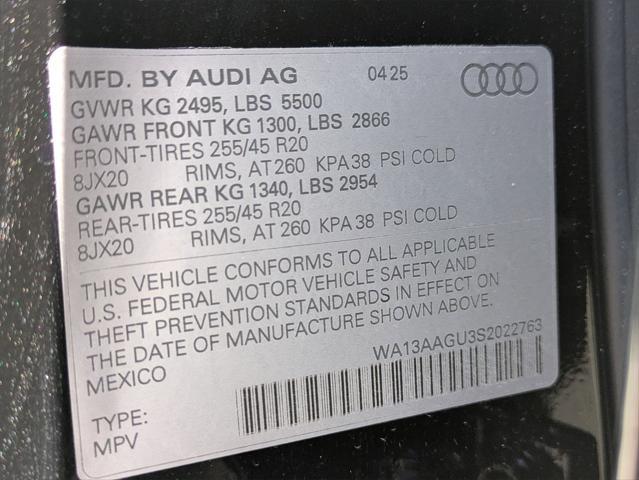 MFD. BY AUDI AG 04 25
GVWR KG 2495, LBS 5500
GAWR FRONT KG 1300, LBS 2866
FRONT-TIRES 255/45 R20
8JX20 RIMS, AT 260 KPA 38 PSI COLD
GAWR REAR KG 1340, LBS 2954
REAR-TIRES 255/45 R20
8JX20 RIMS, AT 260 KPA 38 PSI COLD
THIS VEHICLE CONFORMS TO ALL APPLICABLE
U.S. FEDERAL MOTOR VEHICLE SAFETY AND
THEFT PREVENTION STANDARDS IN EFFECT ON
THE DATE OF MANUFACTURE SHOWN ABOVE.
MEXICO WA13AAGU3S2022763
TYPE:
MPV